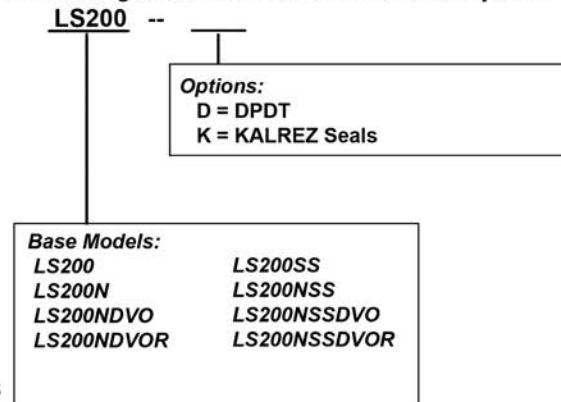 LS200 --
Options:
D = DPDT
K = KALREZ Seals
Base Models:
LS200 LS200SS
LS200N LS200NSS
LS200NDVO LS200NSSDVO
LS200NDVOR LS200NSSDVOR